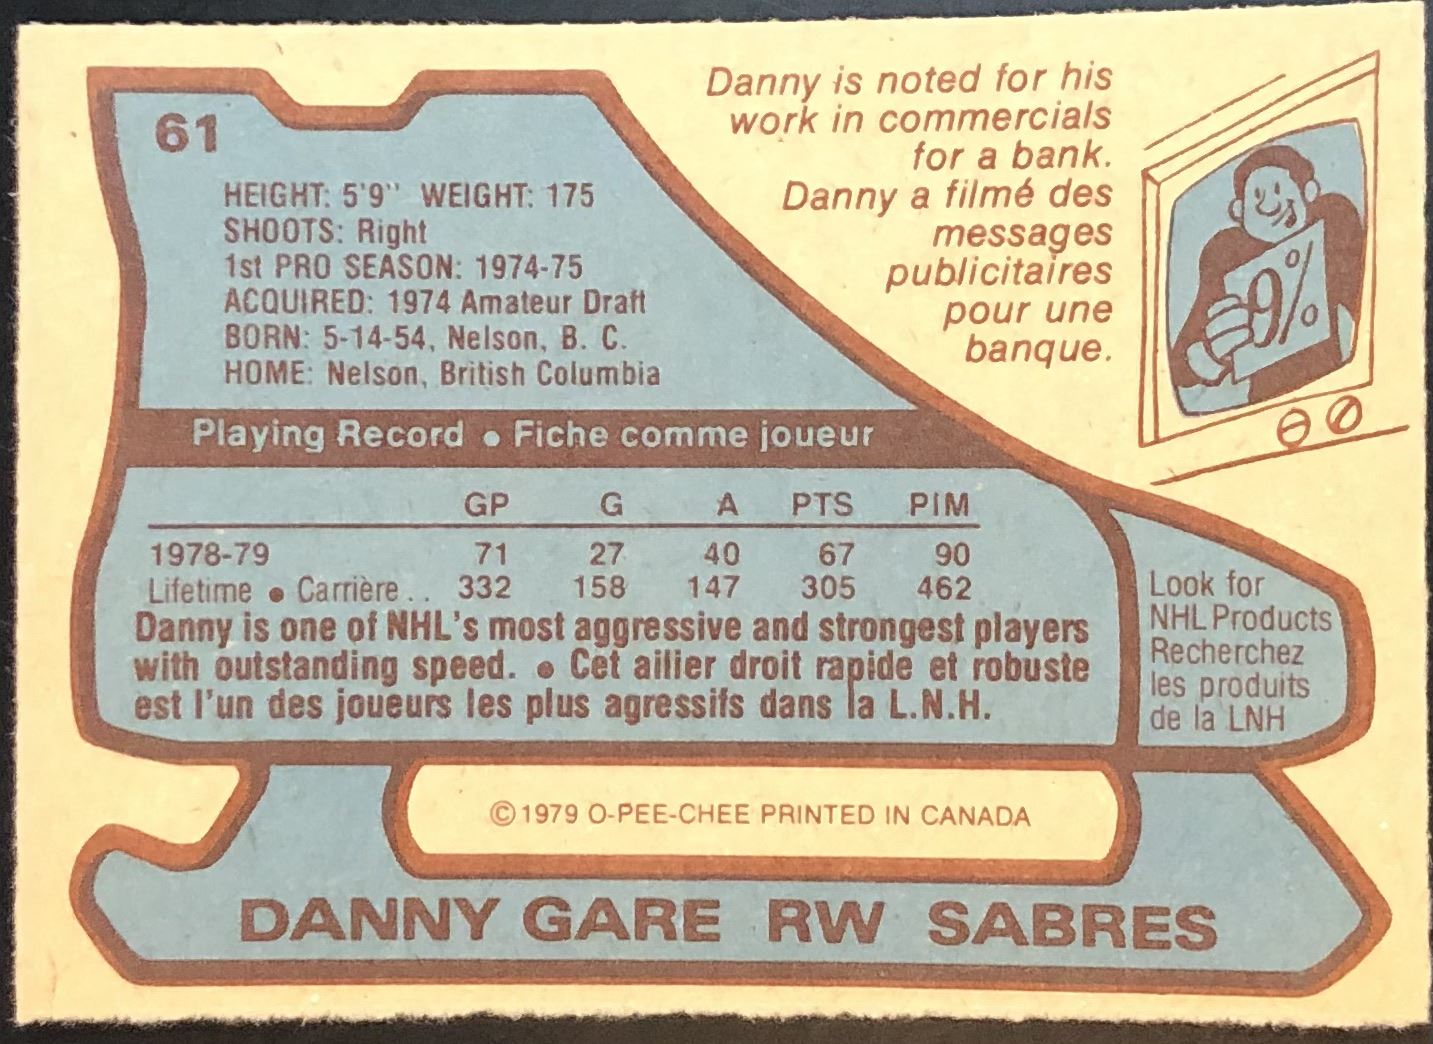 61
HEIGHT: 5'9" WEIGHT: 175
SHOOTS: Right
1st PRO SEASON: 1974-75
ACQUIRED: 1974 Amateur Draft
BORN: 5-14-54, Nelson, B. C.
HOME: Nelson, British Columbia
Danny is noted for his
work in commercials
for a bank.
Danny a filmé des
messages
publicitaires
pour une
banque.
9%
Playing Record • Fiche comme joueur
GP G A PTS PIM
1978-79 71 27 40 67 90
Lifetime • Carrière.. 332 158 147 305 462
Danny is one of NHL's most aggressive and strongest players
with outstanding speed. • Cet ailier droit rapide et robuste
est l'un des joueurs les plus agressifs dans la L.N.H.
Look for
NHL Products
Recherchez
les produits
de la LNH
©1979 O-PEE-CHEE PRINTED IN CANADA
DANNY GARE RW SABRES